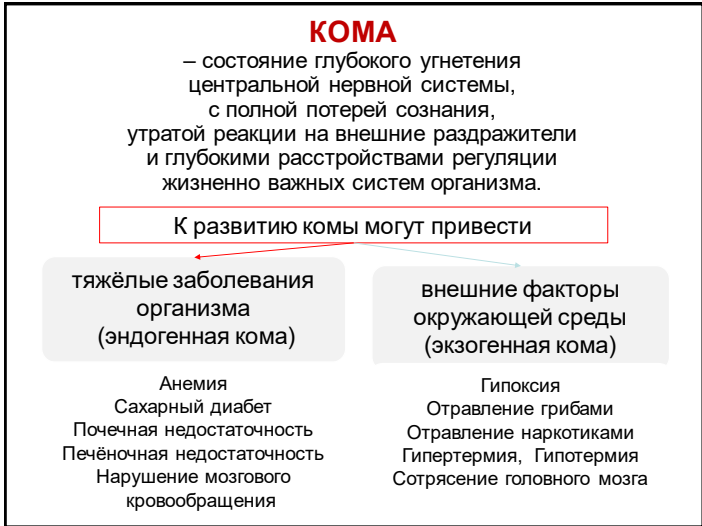 КОМА
– состояние глубокого угнетения
центральной нервной системы,
с полной потерей сознания,
утратой реакции на внешние раздражители
и глубокими расстройствами регуляции
жизненно важных систем организма.
К развитию комы могут привести
тяжёлые заболевания
организма
(эндогенная кома)
Анемия
Сахарный диабет
Почечная недостаточность
Печёночная недостаточность
Нарушение мозгового
кровообращения
внешние факторы
окружающей среды
(экзогенная кома)
Гипоксия
Отравление грибами
Отравление наркотиками
Гипертермия, Гипотермия
Сотрясение головного мозга